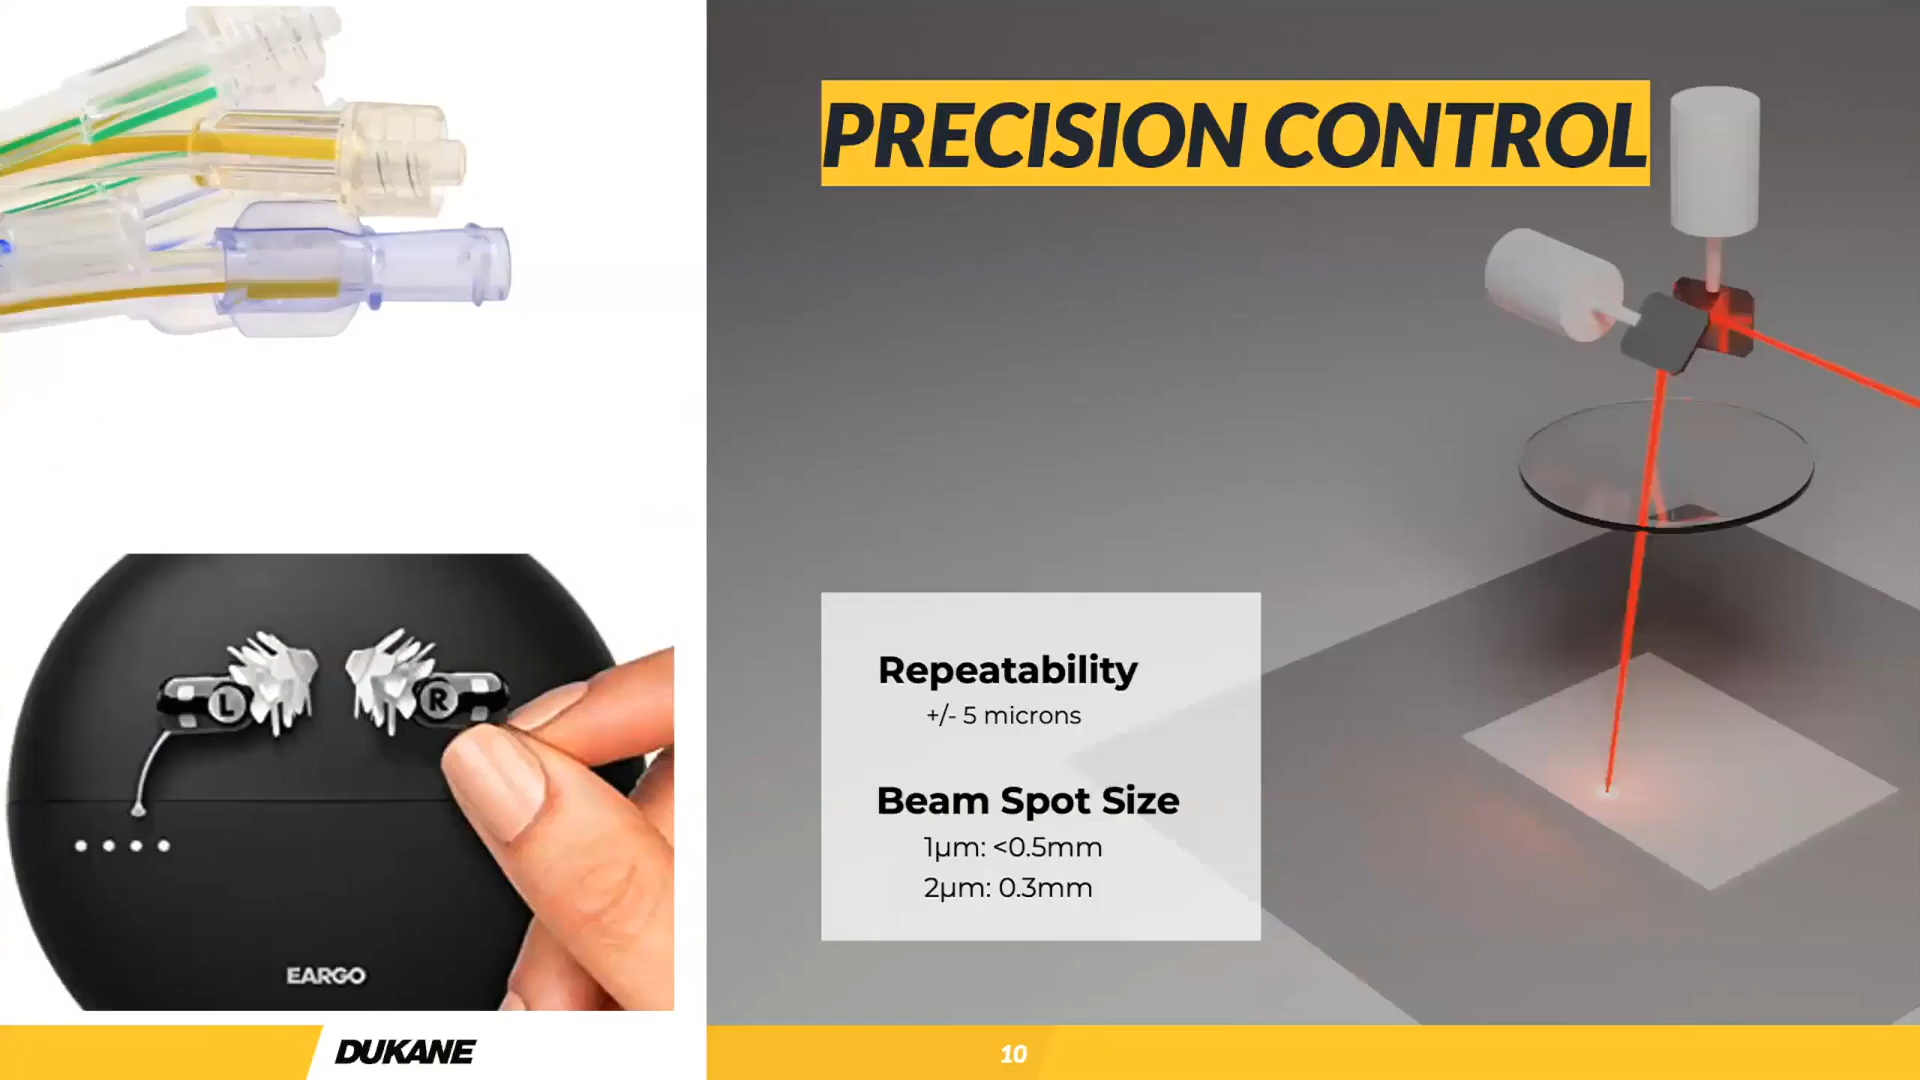 PRECISION CONTROL
Repeatability
+/- 5 microns
Beam Spot Size
1µm: <0.5mm
2µm: 0.3mm
L
R
EARGO
DUKANE
10